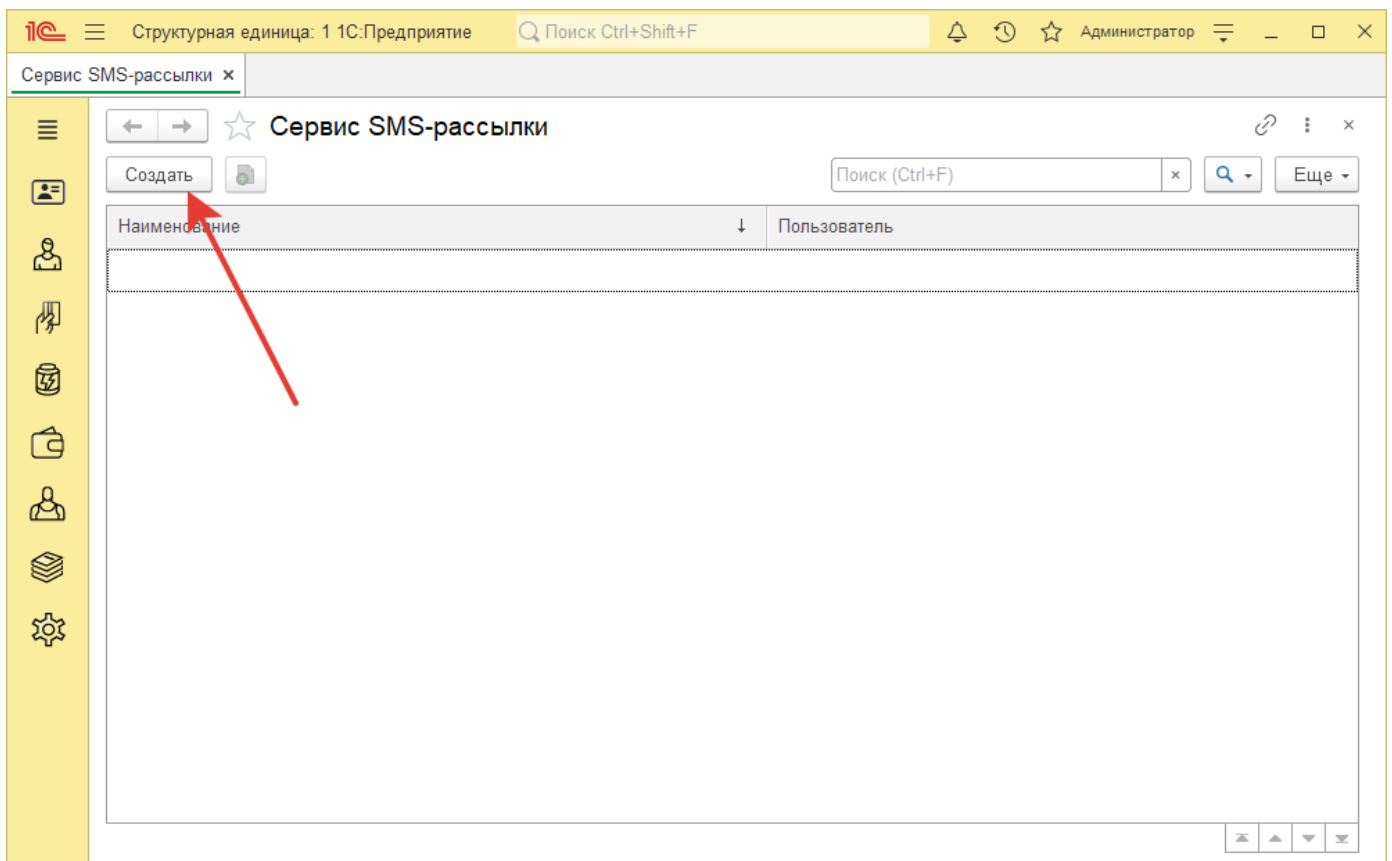 1С Структурная единица: 1 1С:Предприятие Поиск Ctrl+Shift+F Администратор
Сервис SMS-рассылки ×
Сервис SMS-рассылки
Создать Поиск (Ctrl+F) × Еще
Наименование ↓ Пользователь